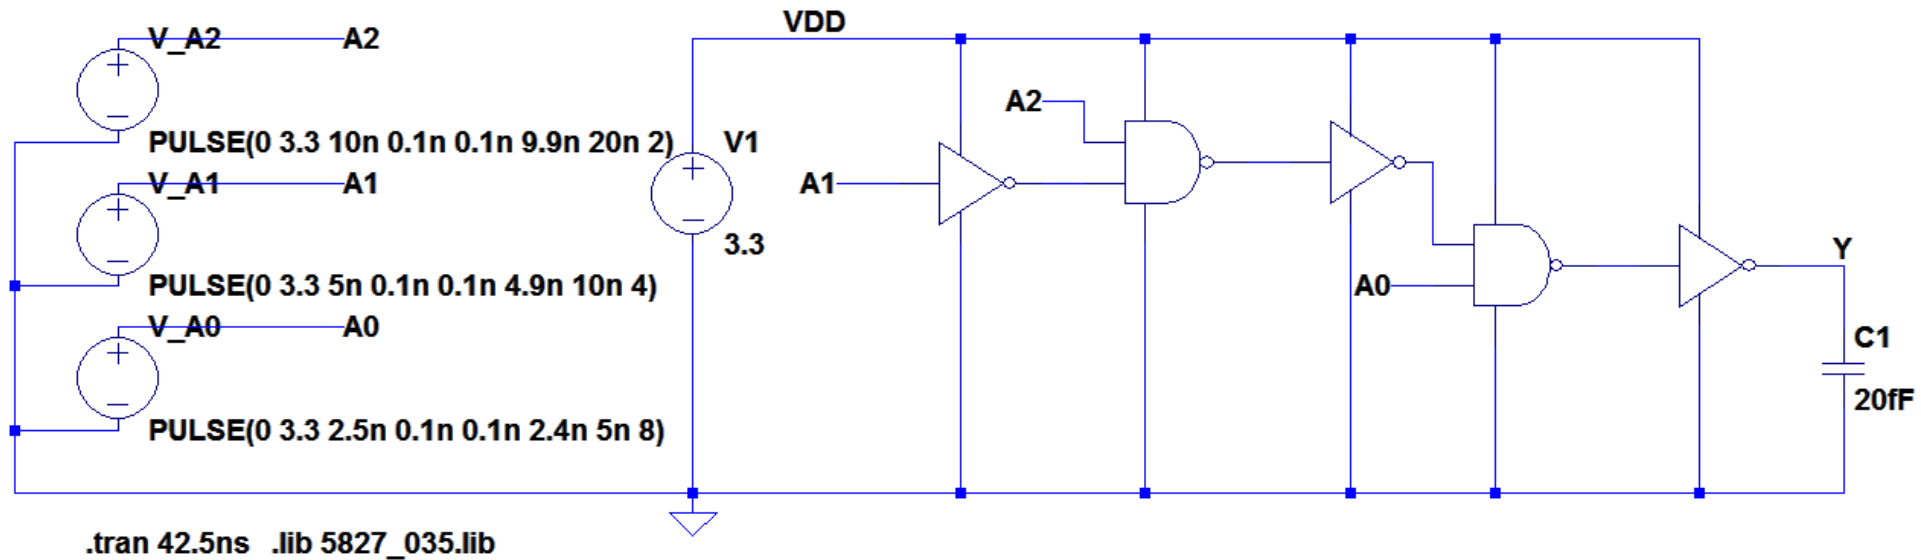 V_A2
A2
PULSE(0 3.3 10n 0.1n 0.1n 9.9n 20n 2)
V_A1
A1
PULSE(0 3.3 5n 0.1n 0.1n 4.9n 10n 4)
V_A0
A0
PULSE(0 3.3 2.5n 0.1n 0.1n 2.4n 5n 8)
VDD
V1
3.3
A1
A2
A0
Y
C1
20fF
.tran 42.5ns .lib 5827_035.lib